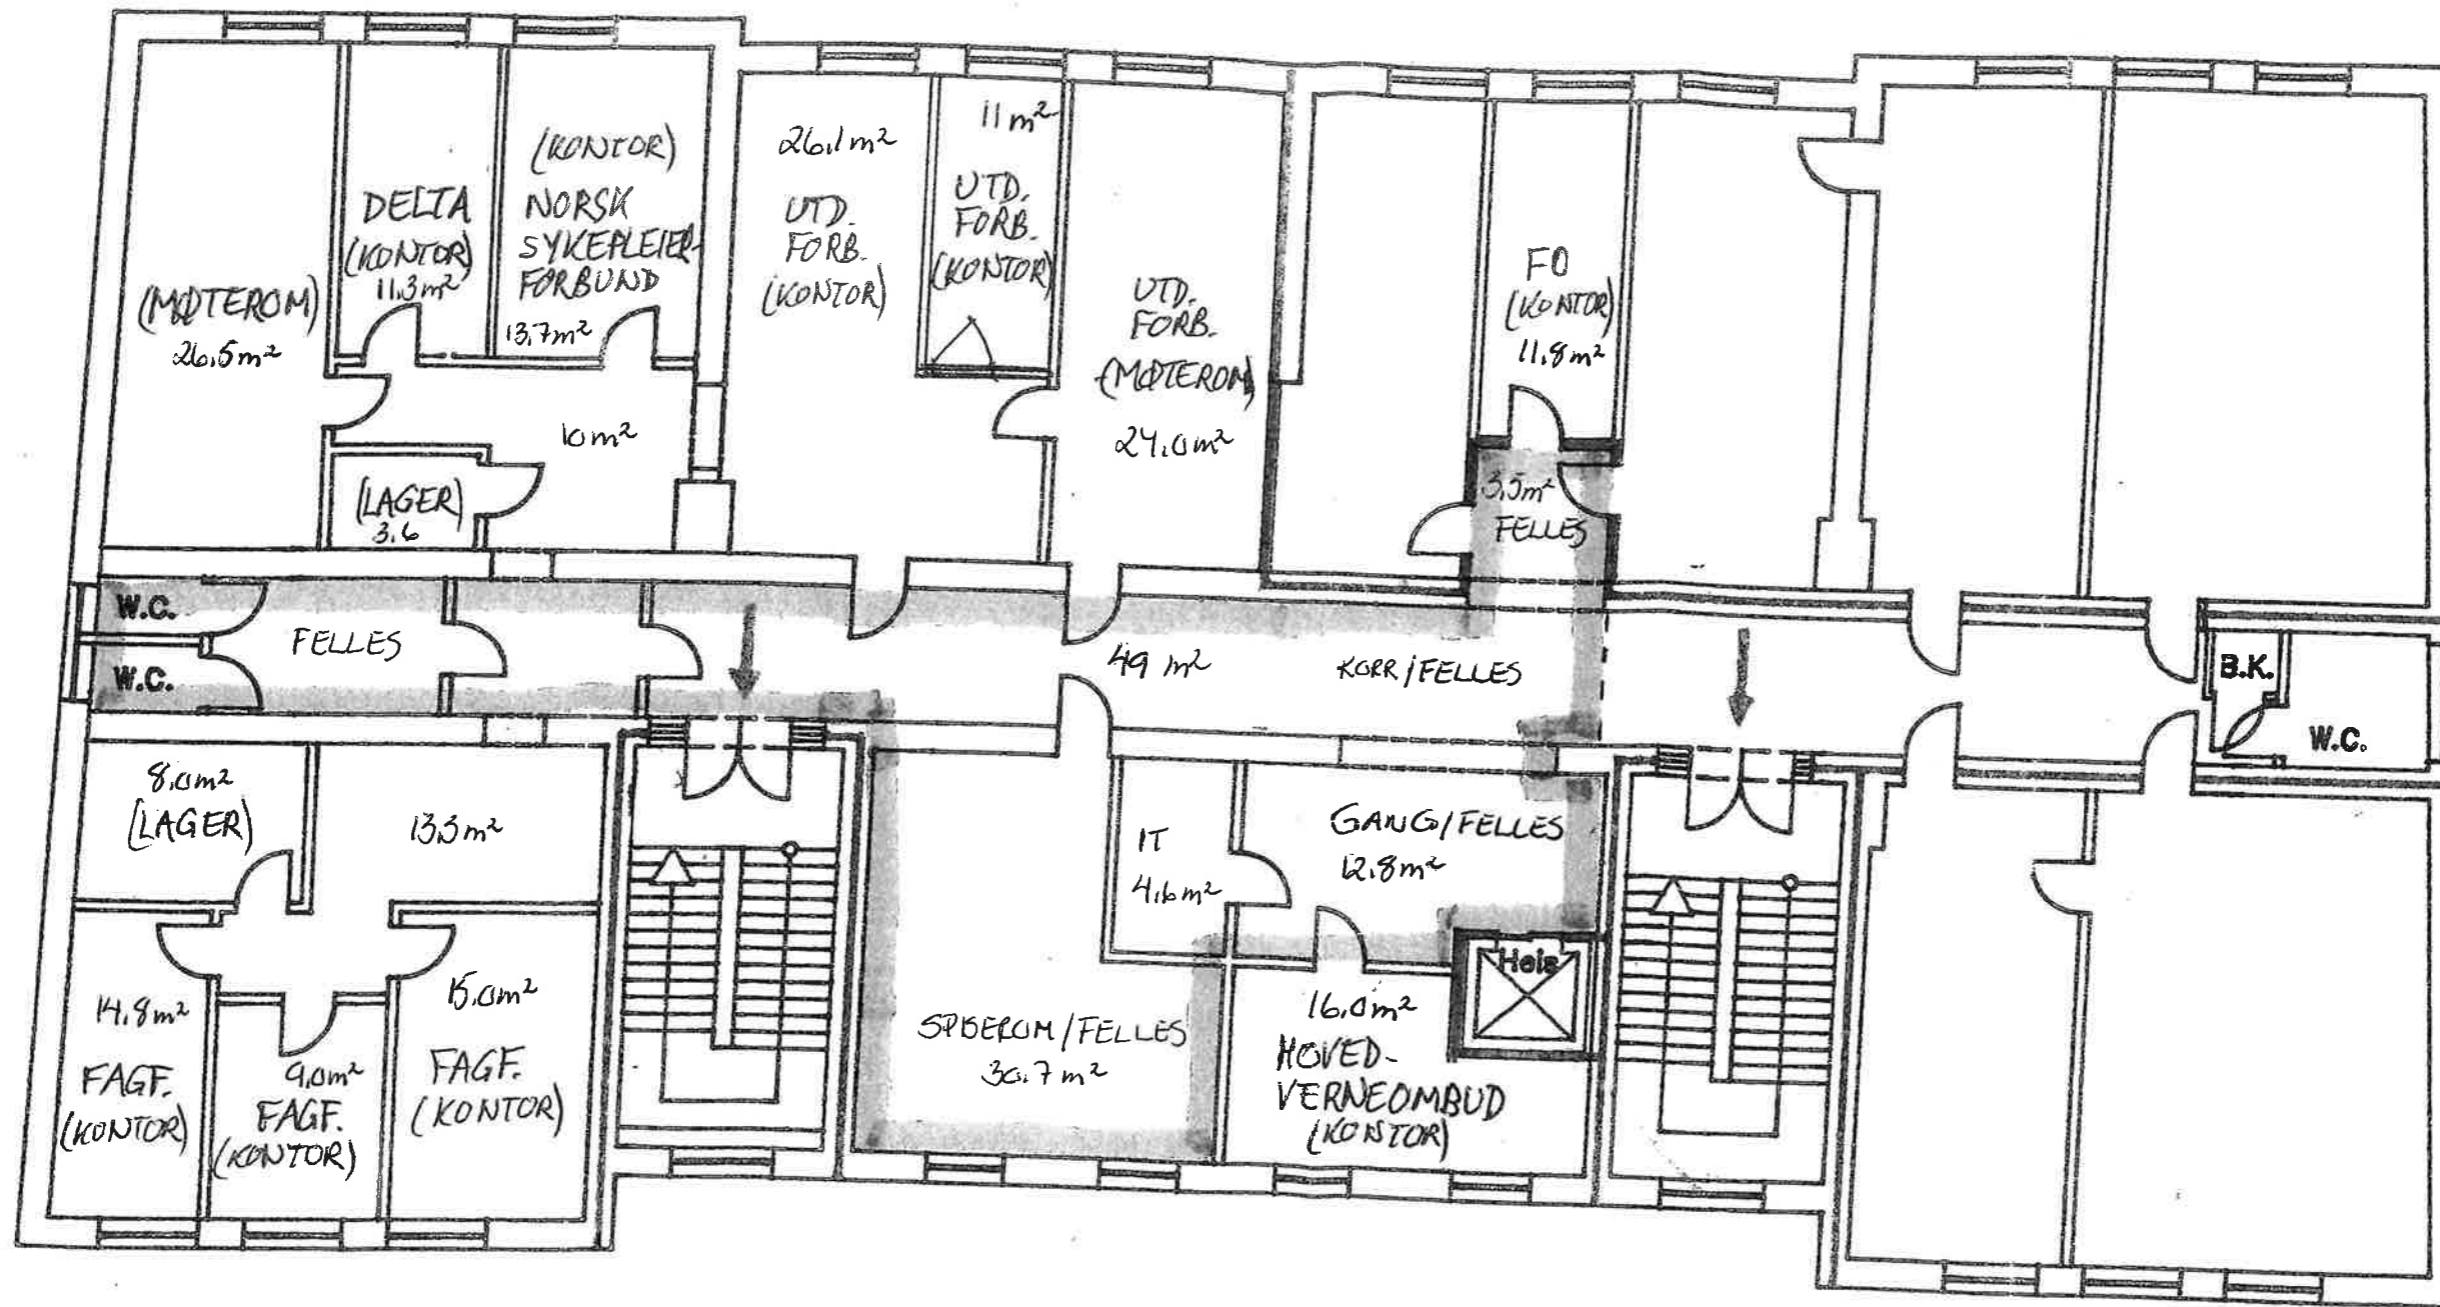 (MØTEROM)
26,5m²
DELTA
(KONTOR)
11.3m²
(KONTOR)
NORSK
SYKEPLEIER-
FORBUND
13,7m²
26,1m²
UTD.
FORB.
(KONTOR)
11m²
UTD.
FORB.
(KONTOR)
UTD.
FORB.
(MØTEROM)
24,0m²
FO
(KONTOR)
11.8m²
10m²
(LAGER)
3.6
3,5m²
FELLES
W.C.
W.C.
FELLES
49 m²
KORR/FELLES
B.K.
W.C.
8,0m²
(LAGER)
13.3m²
IT
4.6m²
GANG/FELLES
12.8m²
Heis
14.8m²
FAGF.
(KONTOR)
9,0m²
FAGF.
(KONTOR)
15,0m²
FAGF.
(KONTOR)
SPISEROM/FELLES
30.7m²
16.0m²
HOVED-
VERNEOMBUD
(KONTOR)